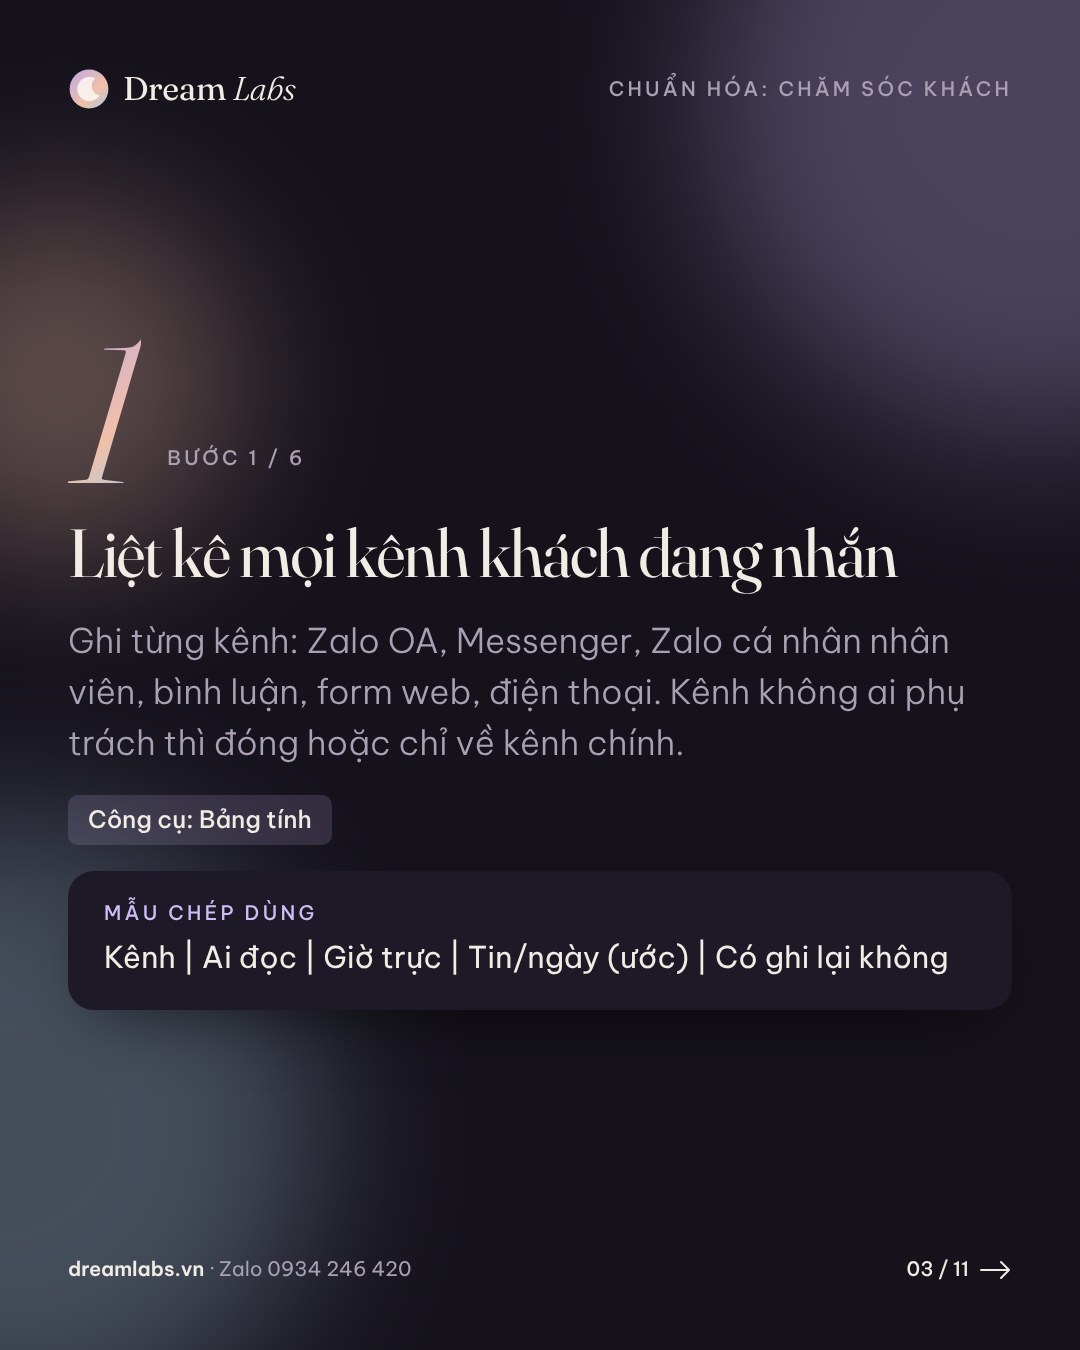 Dream Labs
CHUẨN HÓA: CHĂM SÓC KHÁCH
1
BƯỚC 1 / 6
Liệt kê mọi kênh khách đang nhắn
Ghi từng kênh: Zalo OA, Messenger, Zalo cá nhân nhân
viên, bình luận, form web, điện thoại. Kênh không ai phụ
trách thì đóng hoặc chỉ về kênh chính.
Công cụ: Bảng tính
MẪU CHÉP DÙNG
Kênh | Ai đọc | Giờ trực | Tin/ngày (ước) | Có ghi lại không
dreamlabs.vn · Zalo 0934 246 420
03 / 11 →